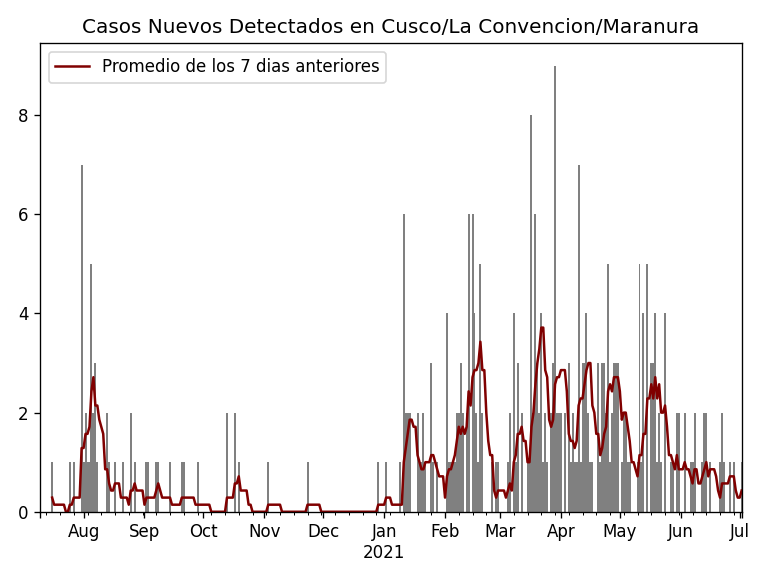 Casos Nuevos Detectados en Cusco/La Convencion/Maranura
Promedio de los 7 dias anteriores
8
6
4
2
0
Aug Sep Oct Nov Dec Jan Feb Mar Apr May Jun Jul
2021